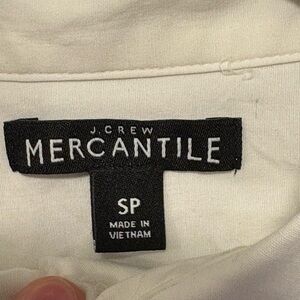 J.CREW
MERCANTILE
SP
MADE IN
VIETNAM